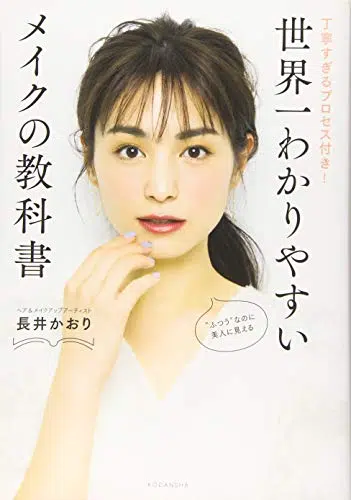 丁寧すぎるプロセス付き!
世界一わかりやすい
メイクの教科書
ヘア&メイクアップアーティスト
長井かおり
“ふつう”なのに
美人に見える
KODANSHA